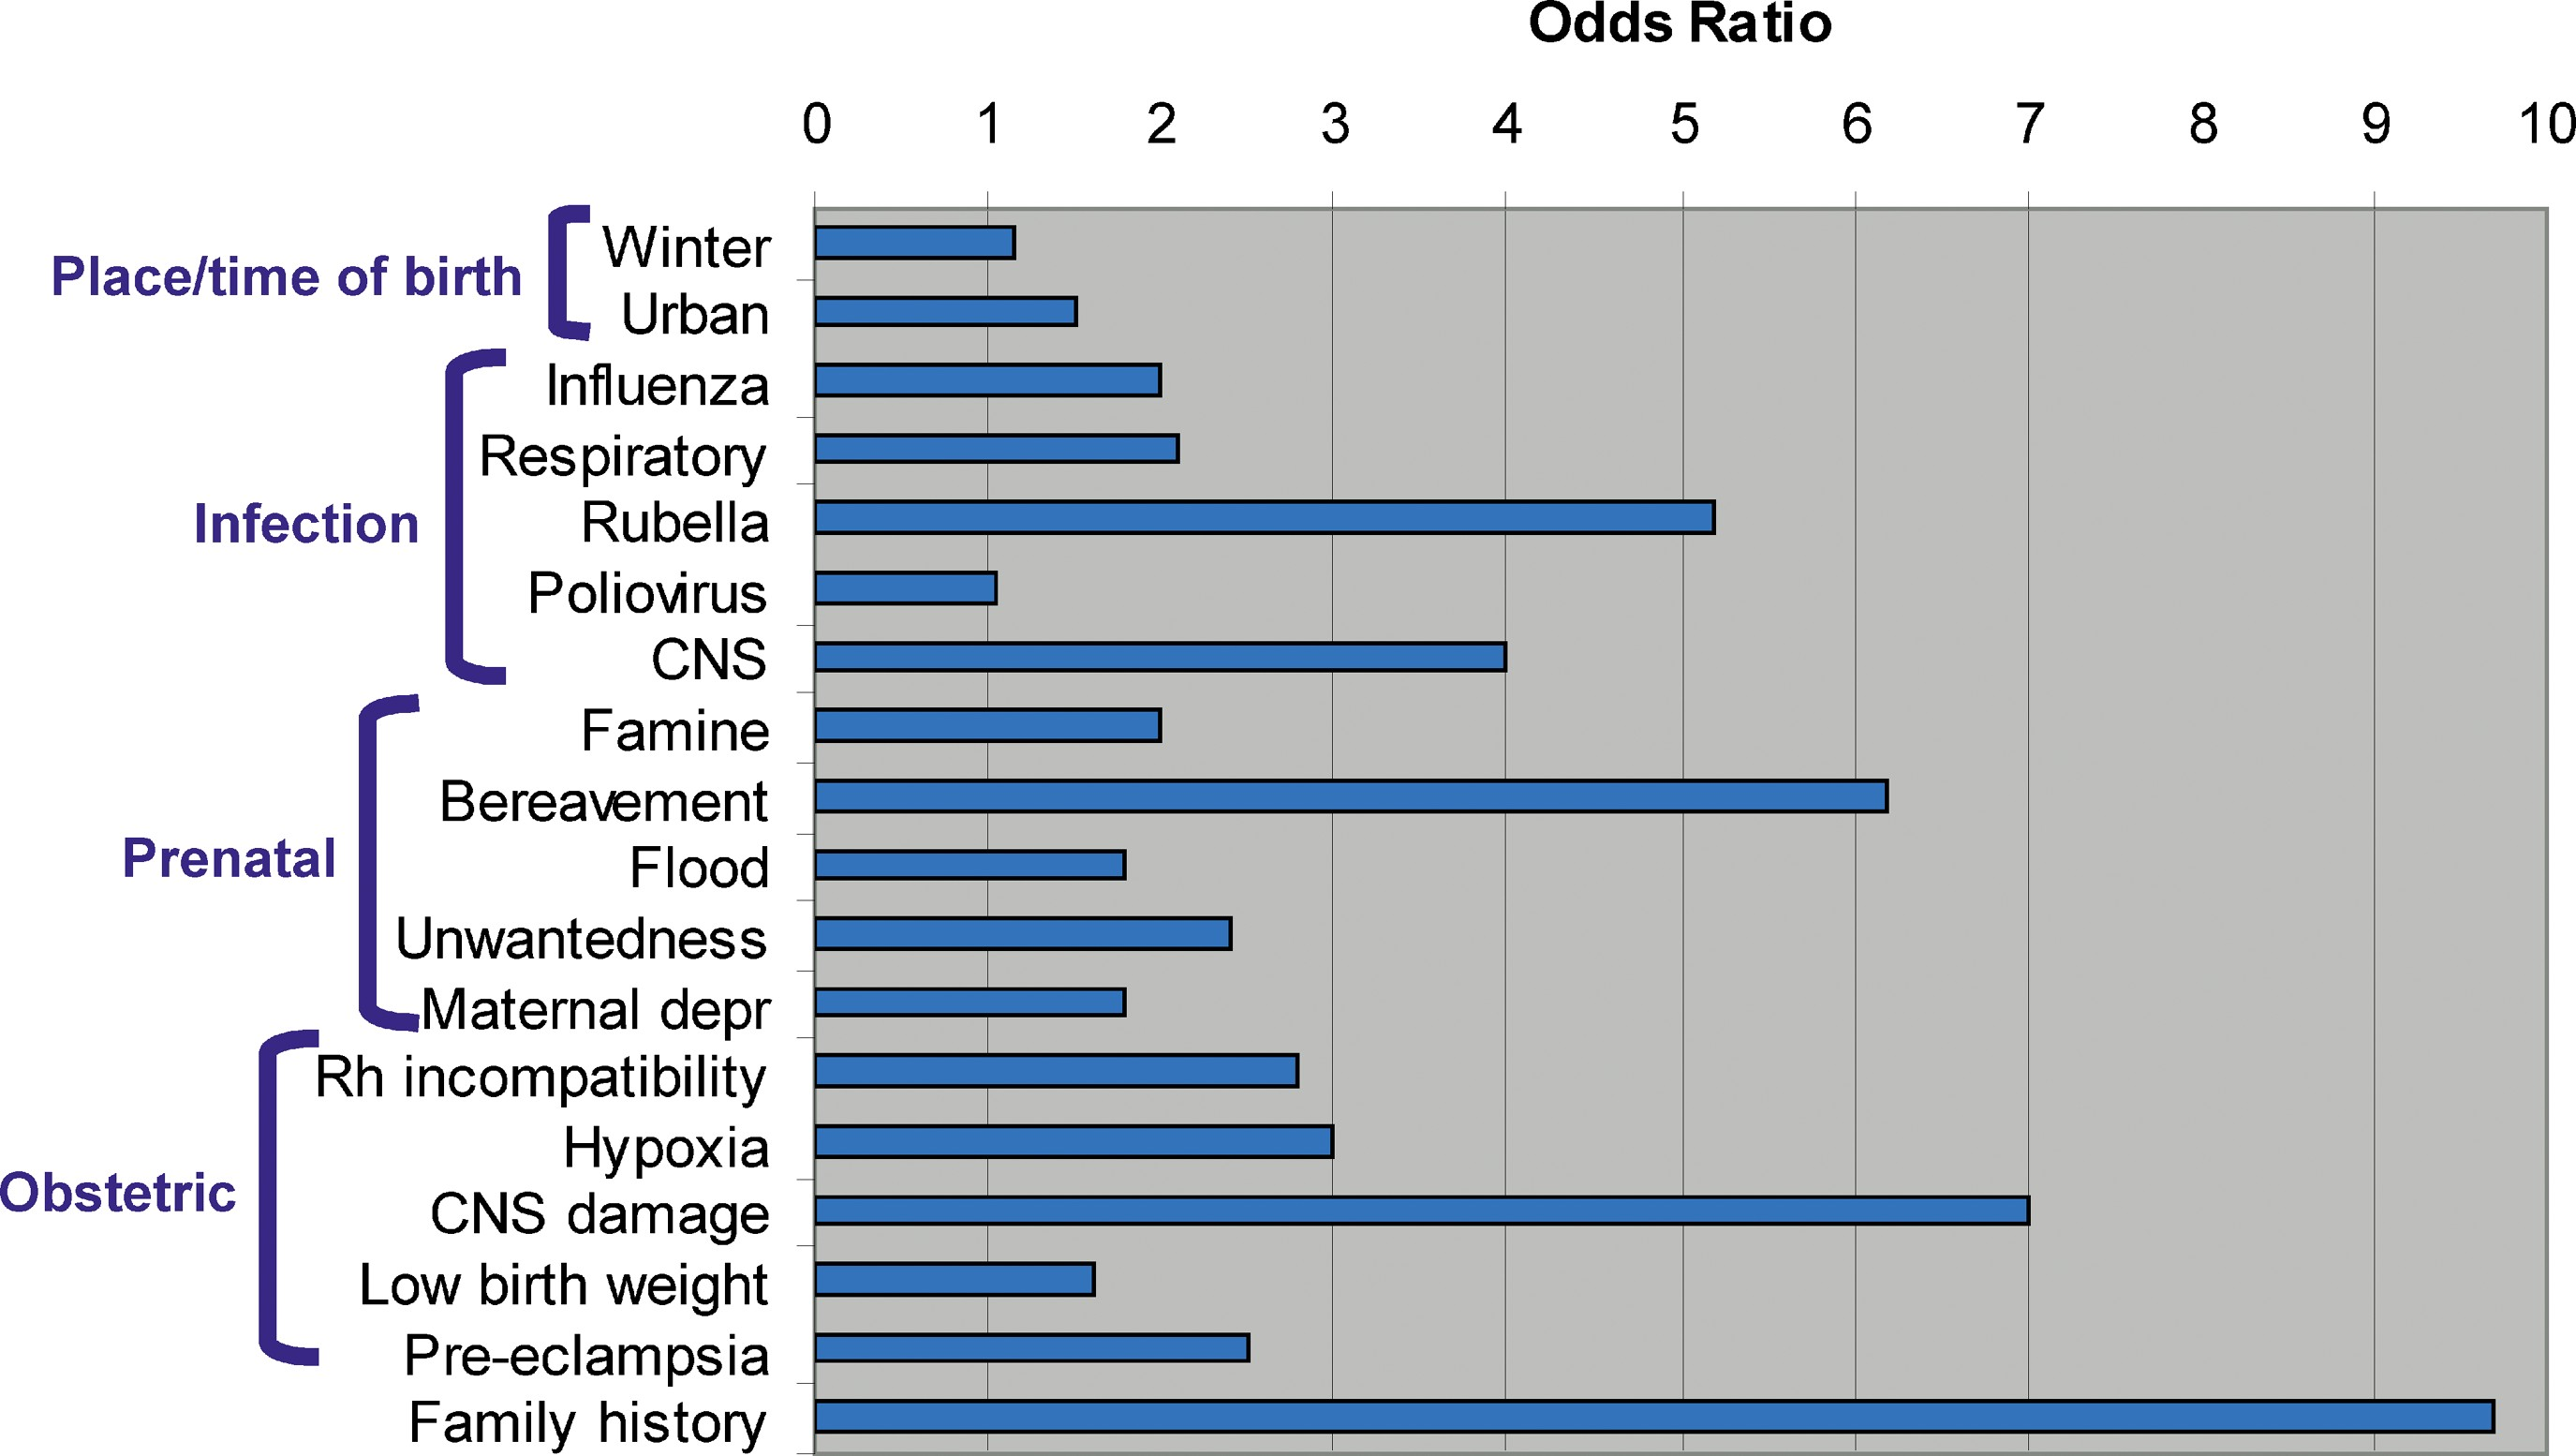 Odds Ratio
0 1 2 3 4 5 6 7 8 9 10
Place/time of birth
Winter
Urban
Infection
Influenza
Respiratory
Rubella
Poliovirus
CNS
Prenatal
Famine
Bereavement
Flood
Unwantedness
Maternal depr
Obstetric
Rh incompatibility
Hypoxia
CNS damage
Low birth weight
Pre-eclampsia
Family history